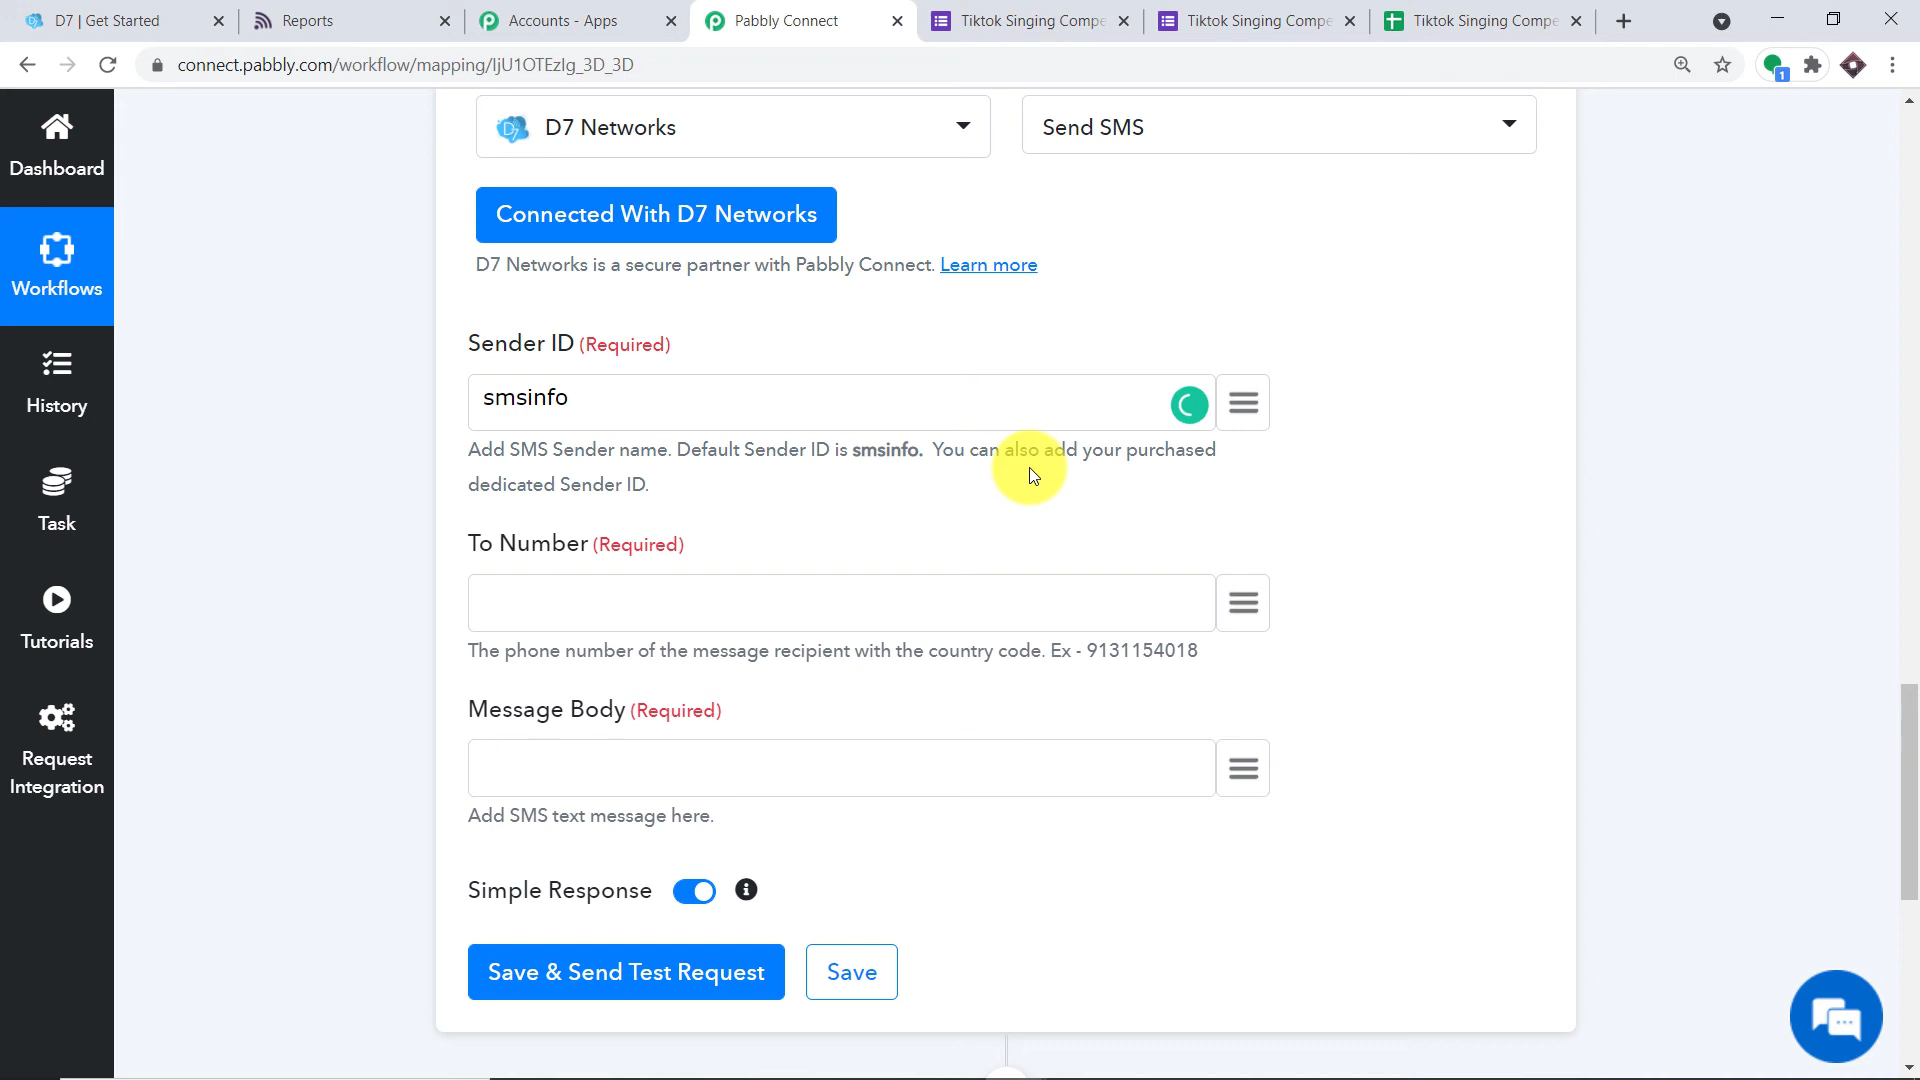 D7 | Get Started
Reports
Accounts - Apps
Pabbly Connect
Tiktok Singing Compe
Tiktok Singing Compe
Tiktok Singing Compe
connect.pabbly.com/workflow/mapping/IjU1OTEzIg_3D_3D
1
Dashboard
Workflows
History
Task
Tutorials
Request
Integration
D7 Networks
Send SMS
Connected With D7 Networks
D7 Networks is a secure partner with Pabbly Connect. Learn more
Sender ID (Required)
smsinfo
Add SMS Sender name. Default Sender ID is smsinfo. You can also add your purchased
dedicated Sender ID.
To Number (Required)
The phone number of the message recipient with the country code. Ex - 9131154018
Message Body (Required)
Add SMS text message here.
Simple Response
Save & Send Test Request
Save